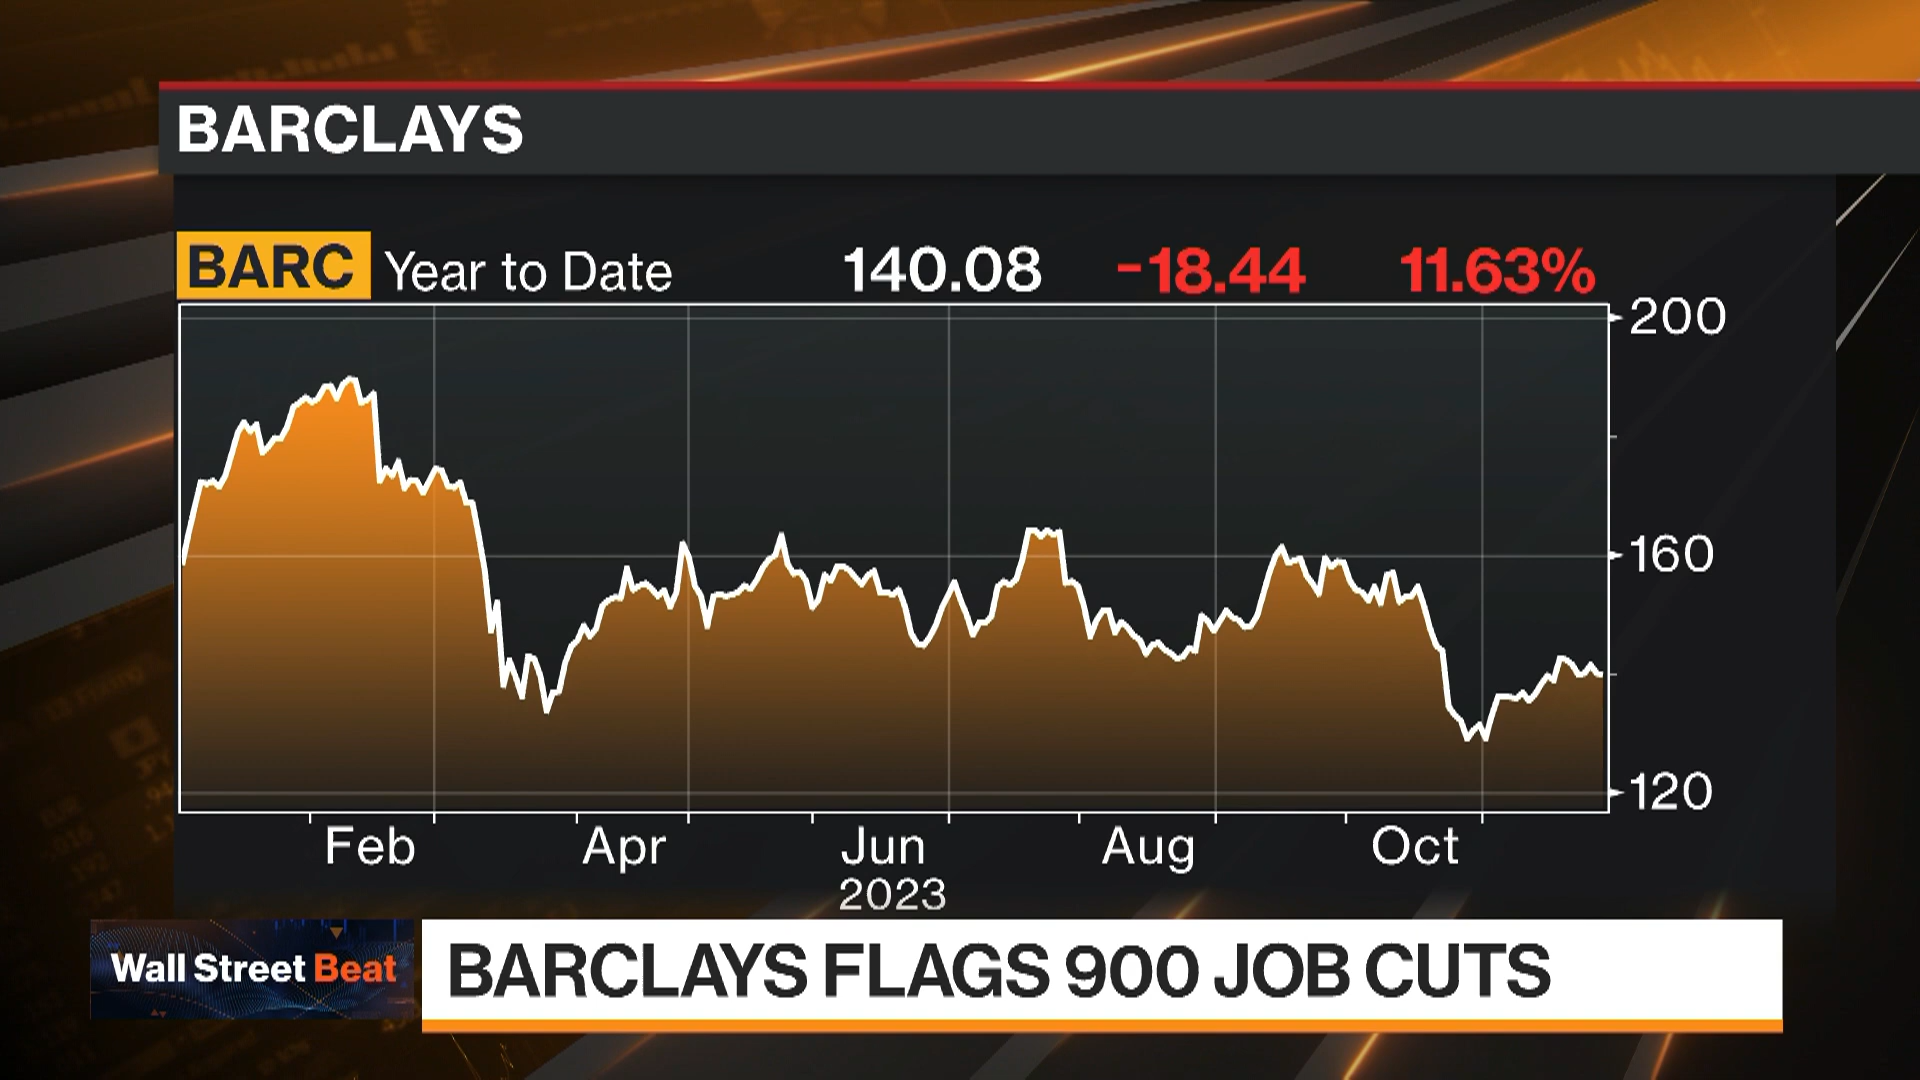 BARCLAYS
BARC Year to Date 140.08 -18.44 11.63%
200
160
120
Feb Apr Jun Aug Oct
2023
Wall Street Beat
BARCLAYS FLAGS 900 JOB CUTS